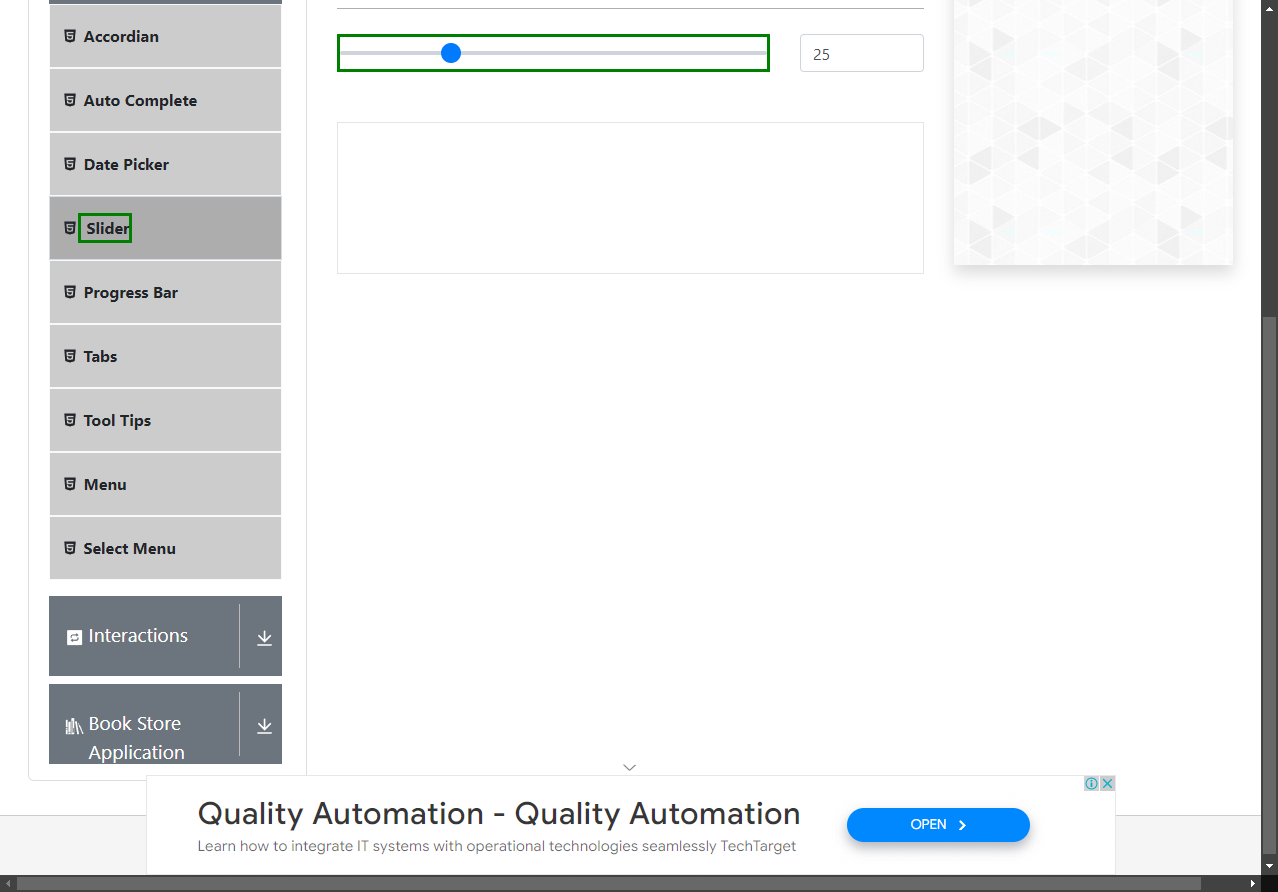 Accordian
25
Auto Complete
Date Picker
Slider
Progress Bar
Tabs
Tool Tips
Menu
Select Menu
Interactions
Book Store
Application
Quality Automation - Quality Automation
Learn how to integrate IT systems with operational technologies seamlessly TechTarget
OPEN